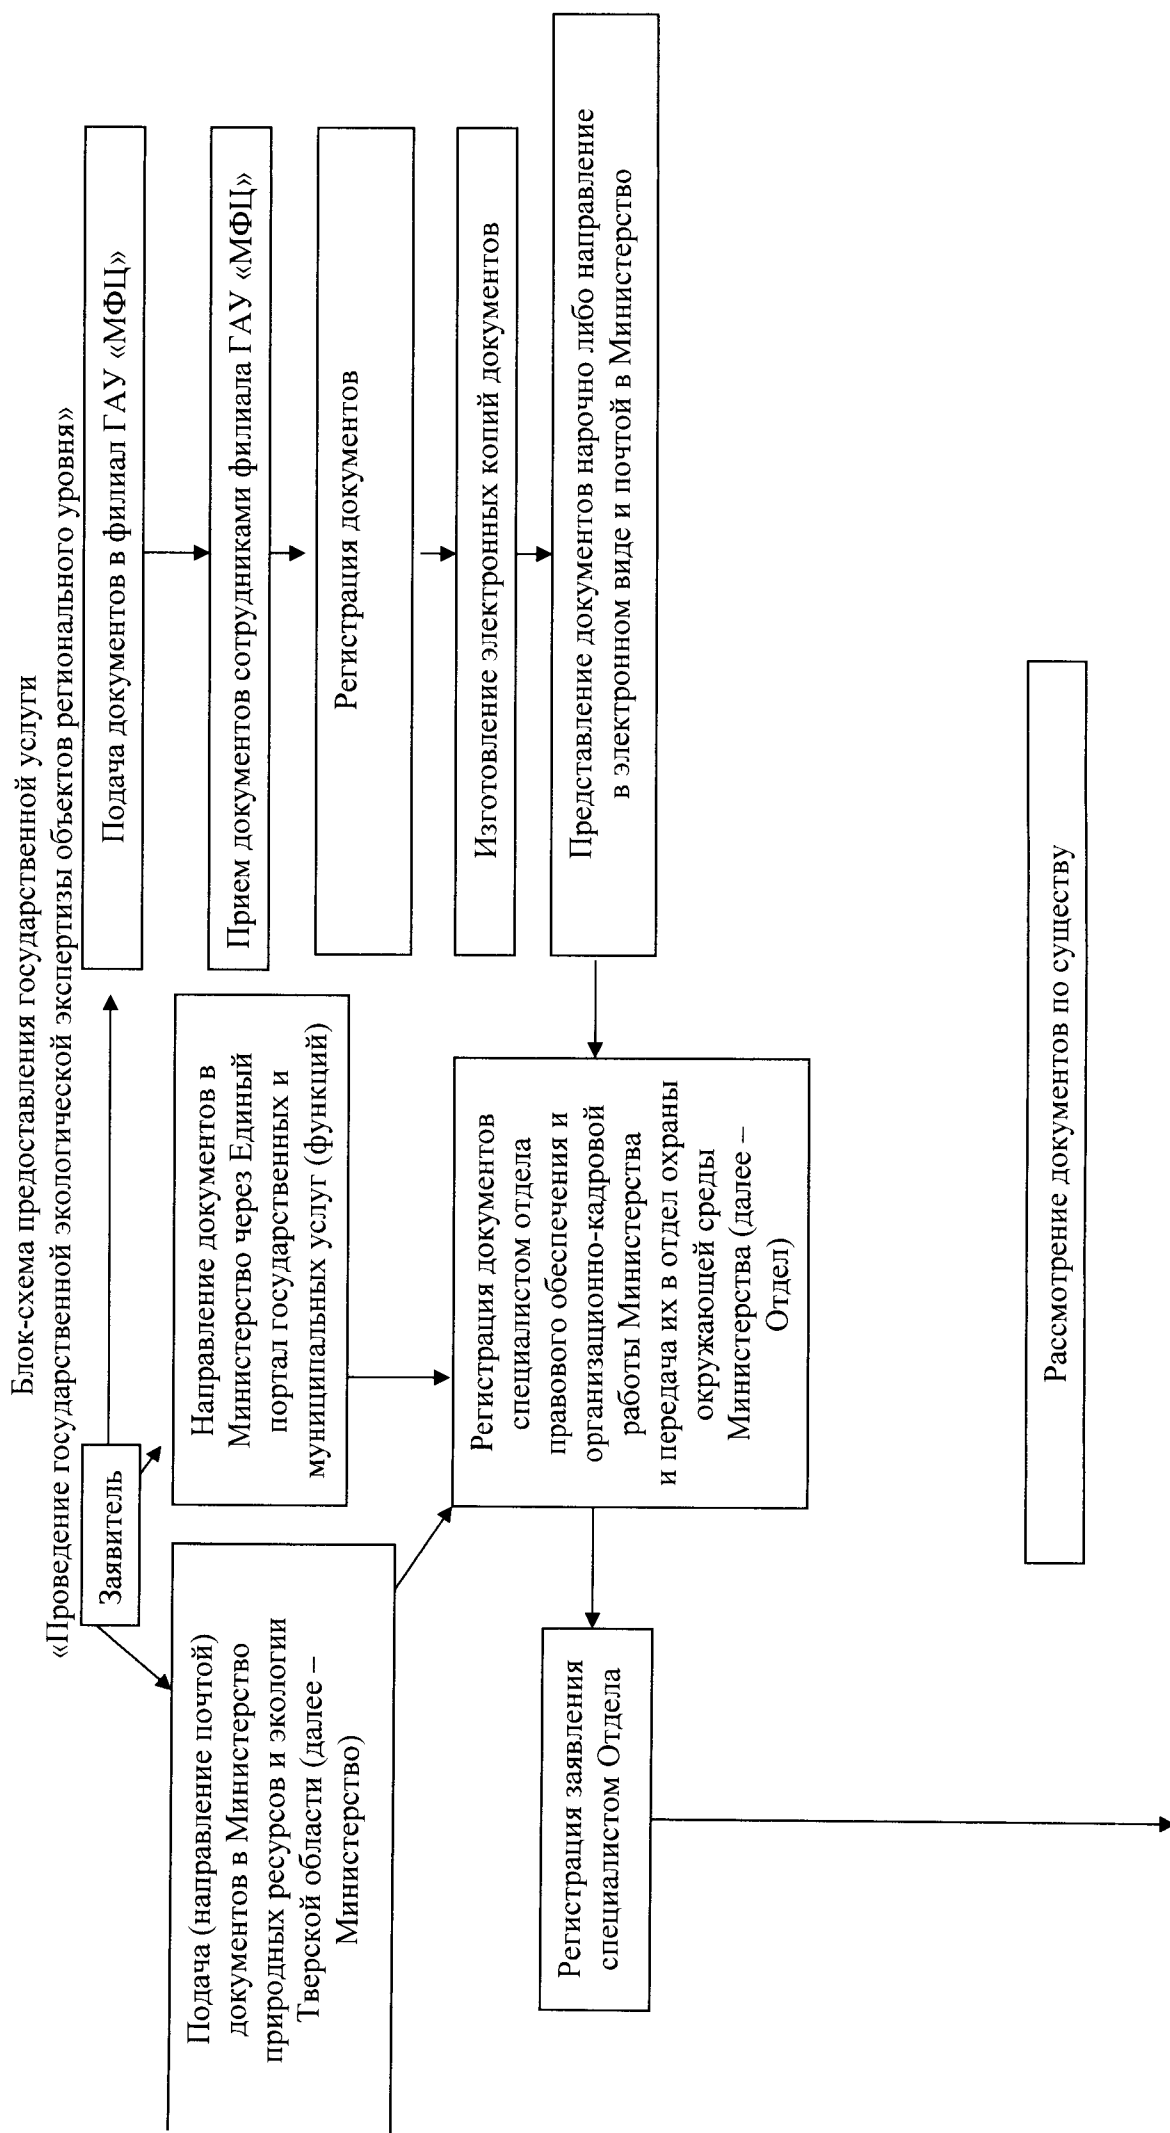 Блок-схема предоставления государственной услуги
«Проведение государственной экологической экспертизы объектов регионального уровня»
Заявитель
Подача документов в филиал ГАУ «МФЦ»
Подача (направление почтой)
документов в Министерство
природных ресурсов и экологии
Тверской области (далее –
Министерство)
Направление документов в
Министерство через Единый
портал государственных и
муниципальных услуг (функций)
Прием документов сотрудниками филиала ГАУ «МФЦ»
Регистрация документов
Изготовление электронных копий документов
Представление документов нарочно либо направление
в электронном виде и почтой в Министерство
Регистрация документов
специалистом отдела
правового обеспечения и
организационно-кадровой
работы Министерства
и передача их в отдел охраны
окружающей среды
Министерства (далее –
Отдел)
Регистрация заявления
специалистом Отдела
Рассмотрение документов по существу